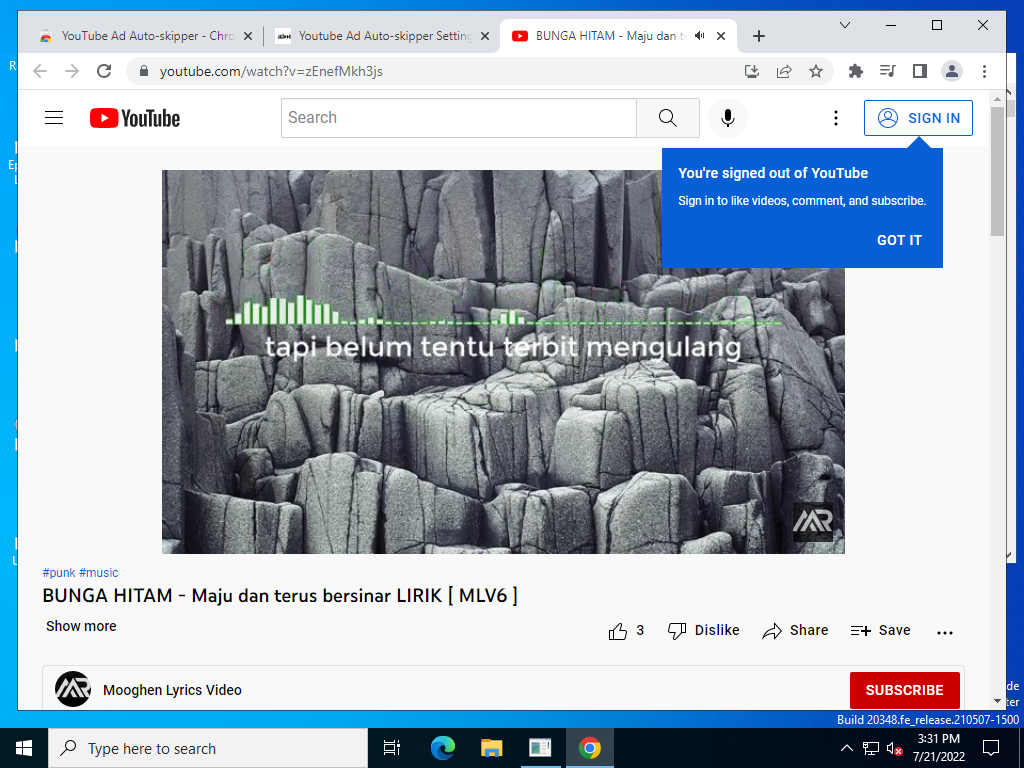 YouTube Ad Auto-skipper - Chro
Youtube Ad Auto-skipper Setting
BUNGA HITAM - Maju dan t
youtube.com/watch?v=zEnefMkh3js
YouTube
Search
SIGN IN
You're signed out of YouTube
Sign in to like videos, comment, and subscribe.
GOT IT
tapi belum tentu terbit mengulang
MR
#punk #music
BUNGA HITAM - Maju dan terus bersinar LIRIK [ MLV6 ]
Show more
3
Dislike
Share
Save
Mooghen Lyrics Video
SUBSCRIBE
Build 20348.fe_release.210507-1500
Type here to search
3:31 PM
7/21/2022